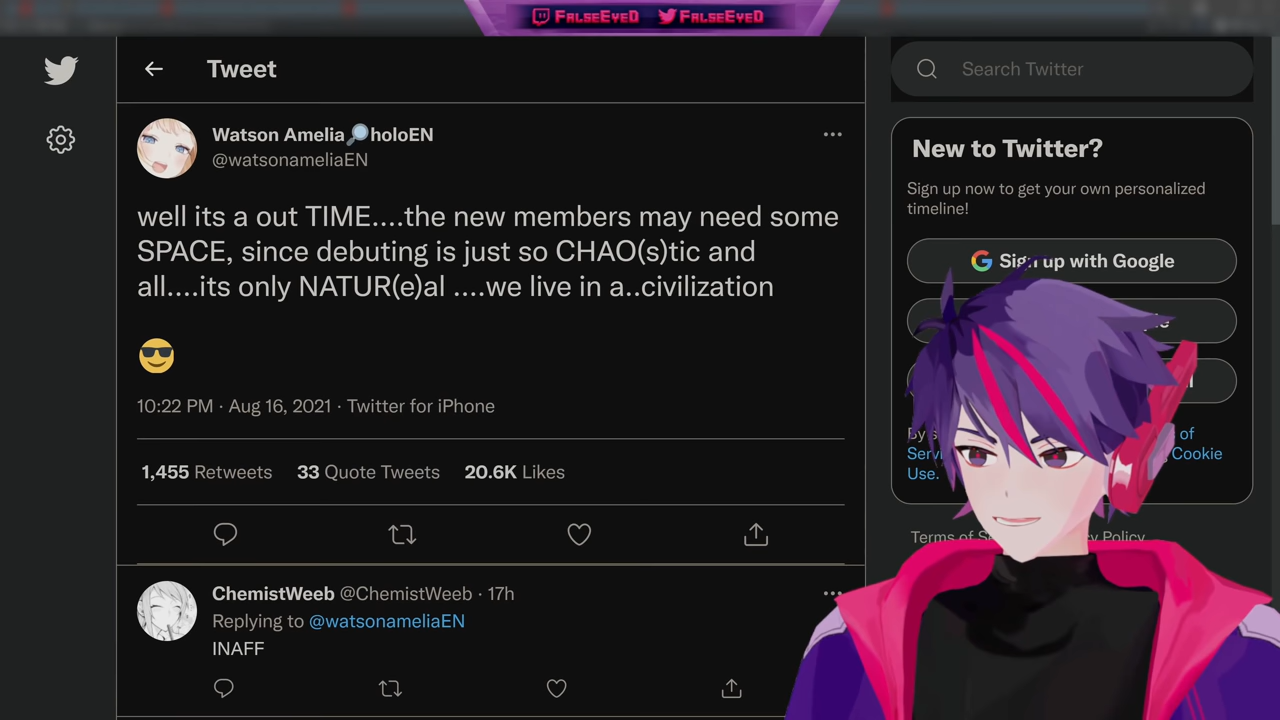 FalseEyeD FalseEyeD
Tweet
Search Twitter
Watson Amelia🔎holoEN
@watsonameliaEN
well its a out TIME....the new members may need some
SPACE, since debuting is just so CHAO(s)tic and
all....its only NATUR(e)al ....we live in a..civilization
😎
10:22 PM · Aug 16, 2021 · Twitter for iPhone
1,455 Retweets 33 Quote Tweets 20.6K Likes
ChemistWeeb @ChemistWeeb · 17h
Replying to @watsonameliaEN
INAFF
New to Twitter?
Sign up now to get your own personalized
timeline!
Sign up with Google
of
Cookie
Use.
Terms of
Policy